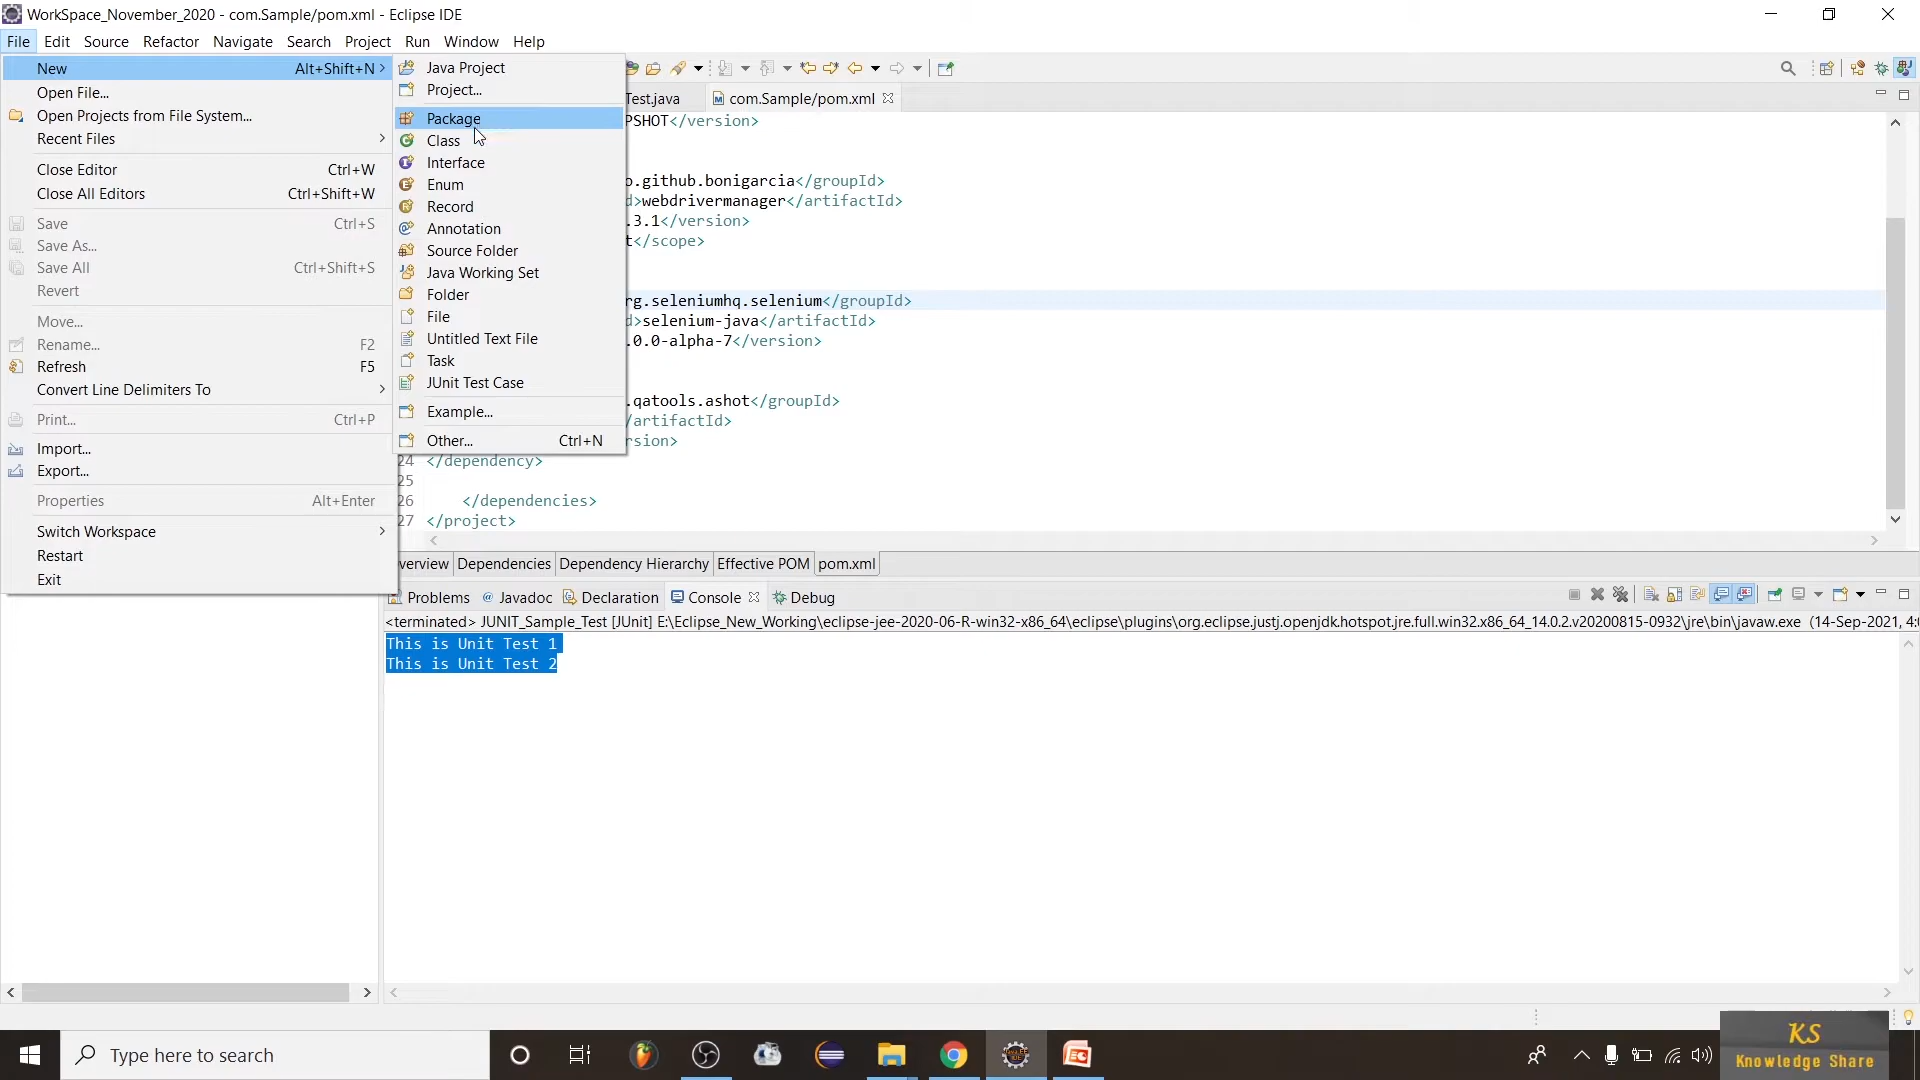 WorkSpace_November_2020 - com.Sample/pom.xml - Eclipse IDE
File Edit Source Refactor Navigate Search Project Run Window Help
New Alt+Shift+N
Open File...
Open Projects from File System...
Recent Files
Close Editor Ctrl+W
Close All Editors Ctrl+Shift+W
Save Ctrl+S
Save As...
Save All Ctrl+Shift+S
Revert
Move...
Rename... F2
Refresh F5
Convert Line Delimiters To
Print... Ctrl+P
Import...
Export...
Properties Alt+Enter
Switch Workspace
Restart
Exit
Java Project
Project...
Package
Class
Interface
Enum
Record
Annotation
Source Folder
Java Working Set
Folder
File
Untitled Text File
Task
JUnit Test Case
Example...
Other... Ctrl+N
Test.java com.Sample/pom.xml
PSHOT</version>
o.github.bonigarcia</groupId>
d>webdrivermanager</artifactId>
.3.1</version>
t</scope>
rg.seleniumhq.selenium</groupId>
d>selenium-java</artifactId>
.0.0-alpha-7</version>
.qatools.ashot</groupId>
/artifactId>
rsion>
24 </dependency>
25
26 </dependencies>
27 </project>
verview Dependencies Dependency Hierarchy Effective POM pom.xml
Problems Javadoc Declaration Console Debug
<terminated> JUNIT_Sample_Test [JUnit] E:\Eclipse_New_Working\eclipse-jee-2020-06-R-win32-x86_64\eclipse\plugins\org.eclipse.justj.openjdk.hotspot.jre.full.win32.x86_64_14.0.2.v20200815-0932\jre\bin\javaw.exe (14-Sep-2021, 4:
This is Unit Test 1
This is Unit Test 2
Type here to search
KS
Knowledge Share